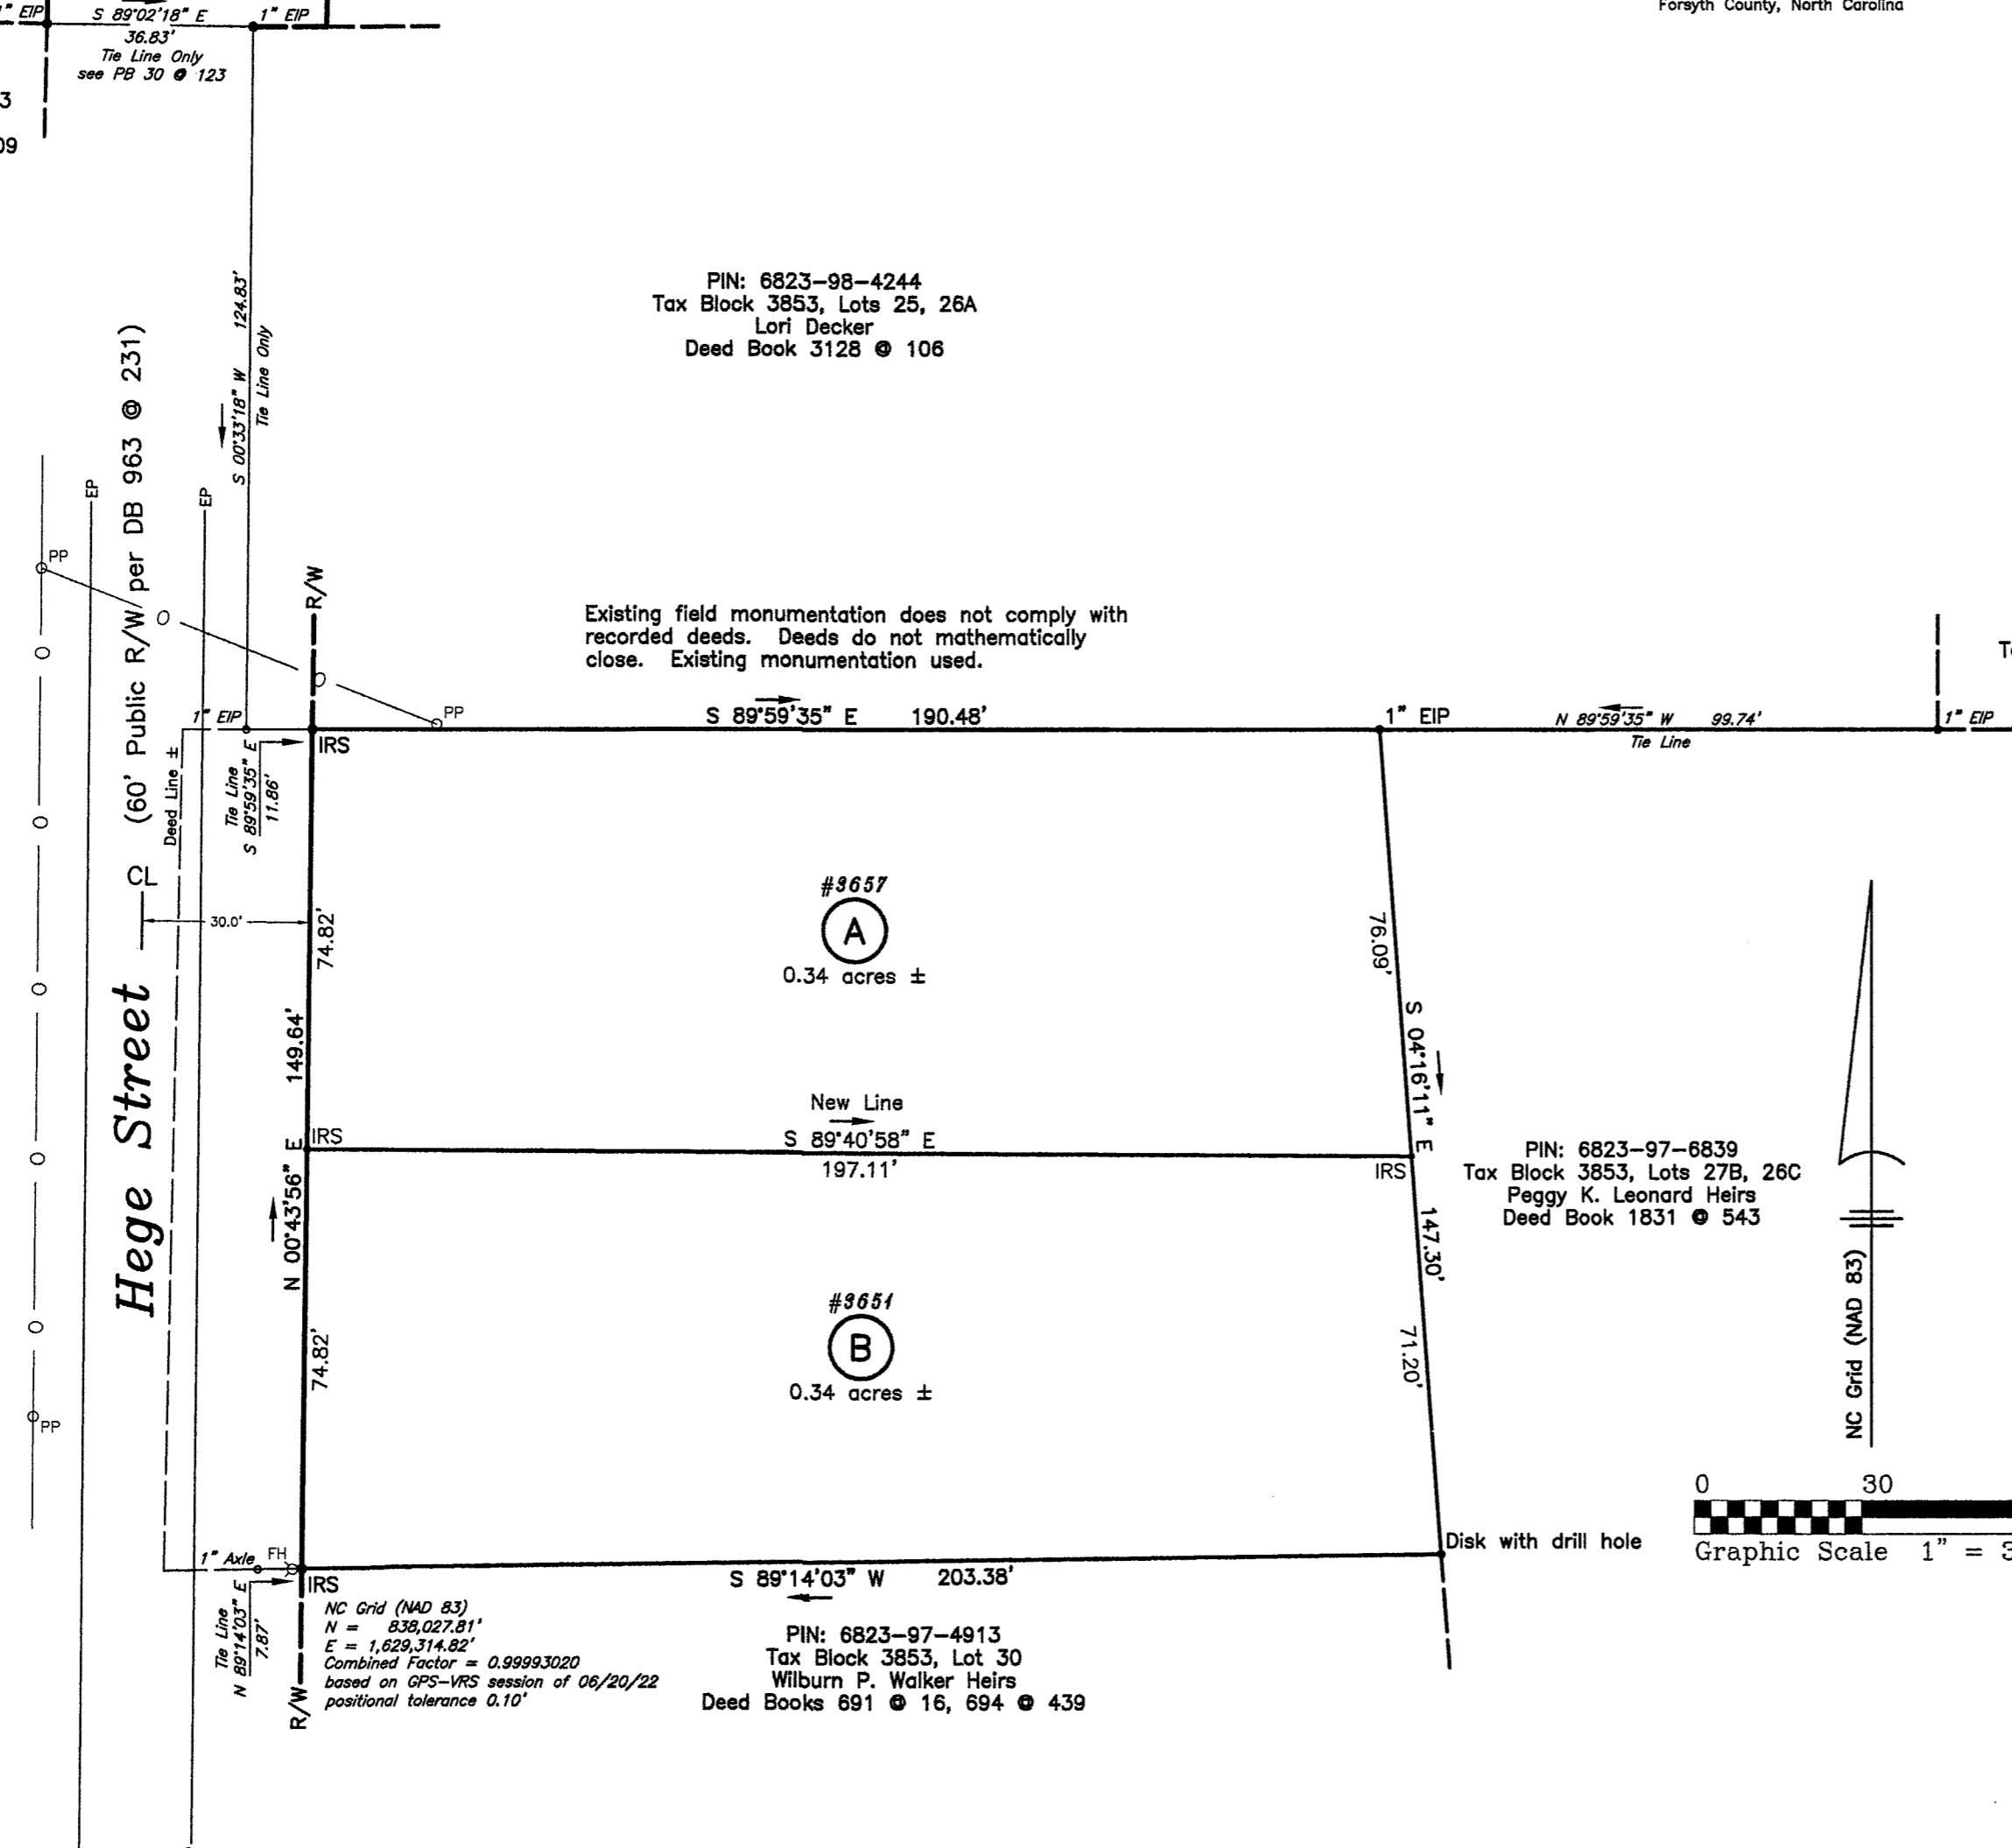 Forsyth County, North Carolina
1" EIP
S 89°02'18" E
1" EIP
36.83'
Tie Line Only
see PB 30 @ 123
3
09
S 00°33'18" W 124.83'
Tie Line Only
PIN: 6823-98-4244
Tax Block 3853, Lots 25, 26A
Lori Decker
Deed Book 3128 @ 106
EP
EP
PP
R/W
Existing field monumentation does not comply with
recorded deeds. Deeds do not mathematically
close. Existing monumentation used.
PP
1" EIP
IRS
S 89°59'35" E 190.48'
1" EIP
N 89°59'35" W 99.74'
Tie Line
1" EIP
Deed Line ±
Tie Line
S 89°59'35" E
11.86'
Hege Street
CL
(60' Public R/W per DB 963 @ 231)
30.0'
74.82'
#3657
A
0.34 acres ±
76.09'
149.64'
N 00°43'56" E
S 04°16'11" E
147.30'
New Line
IRS
S 89°40'58" E
197.11'
IRS
PIN: 6823-97-6839
Tax Block 3853, Lots 27B, 26C
Peggy K. Leonard Heirs
Deed Book 1831 @ 543
74.82'
#3651
B
0.34 acres ±
71.20'
NC Grid (NAD 83)
PP
0 30
Graphic Scale 1" = 3
Disk with drill hole
1" Axle
FH
IRS
S 89°14'03" W 203.38'
Tie Line
N 89°14'03" E
7.87'
R/W
NC Grid (NAD 83)
N = 838,027.81'
E = 1,629,314.82'
Combined Factor = 0.99993020
based on GPS-VRS session of 06/20/22
positional tolerance 0.10'
PIN: 6823-97-4913
Tax Block 3853, Lot 30
Wilburn P. Walker Heirs
Deed Books 691 @ 16, 694 @ 439